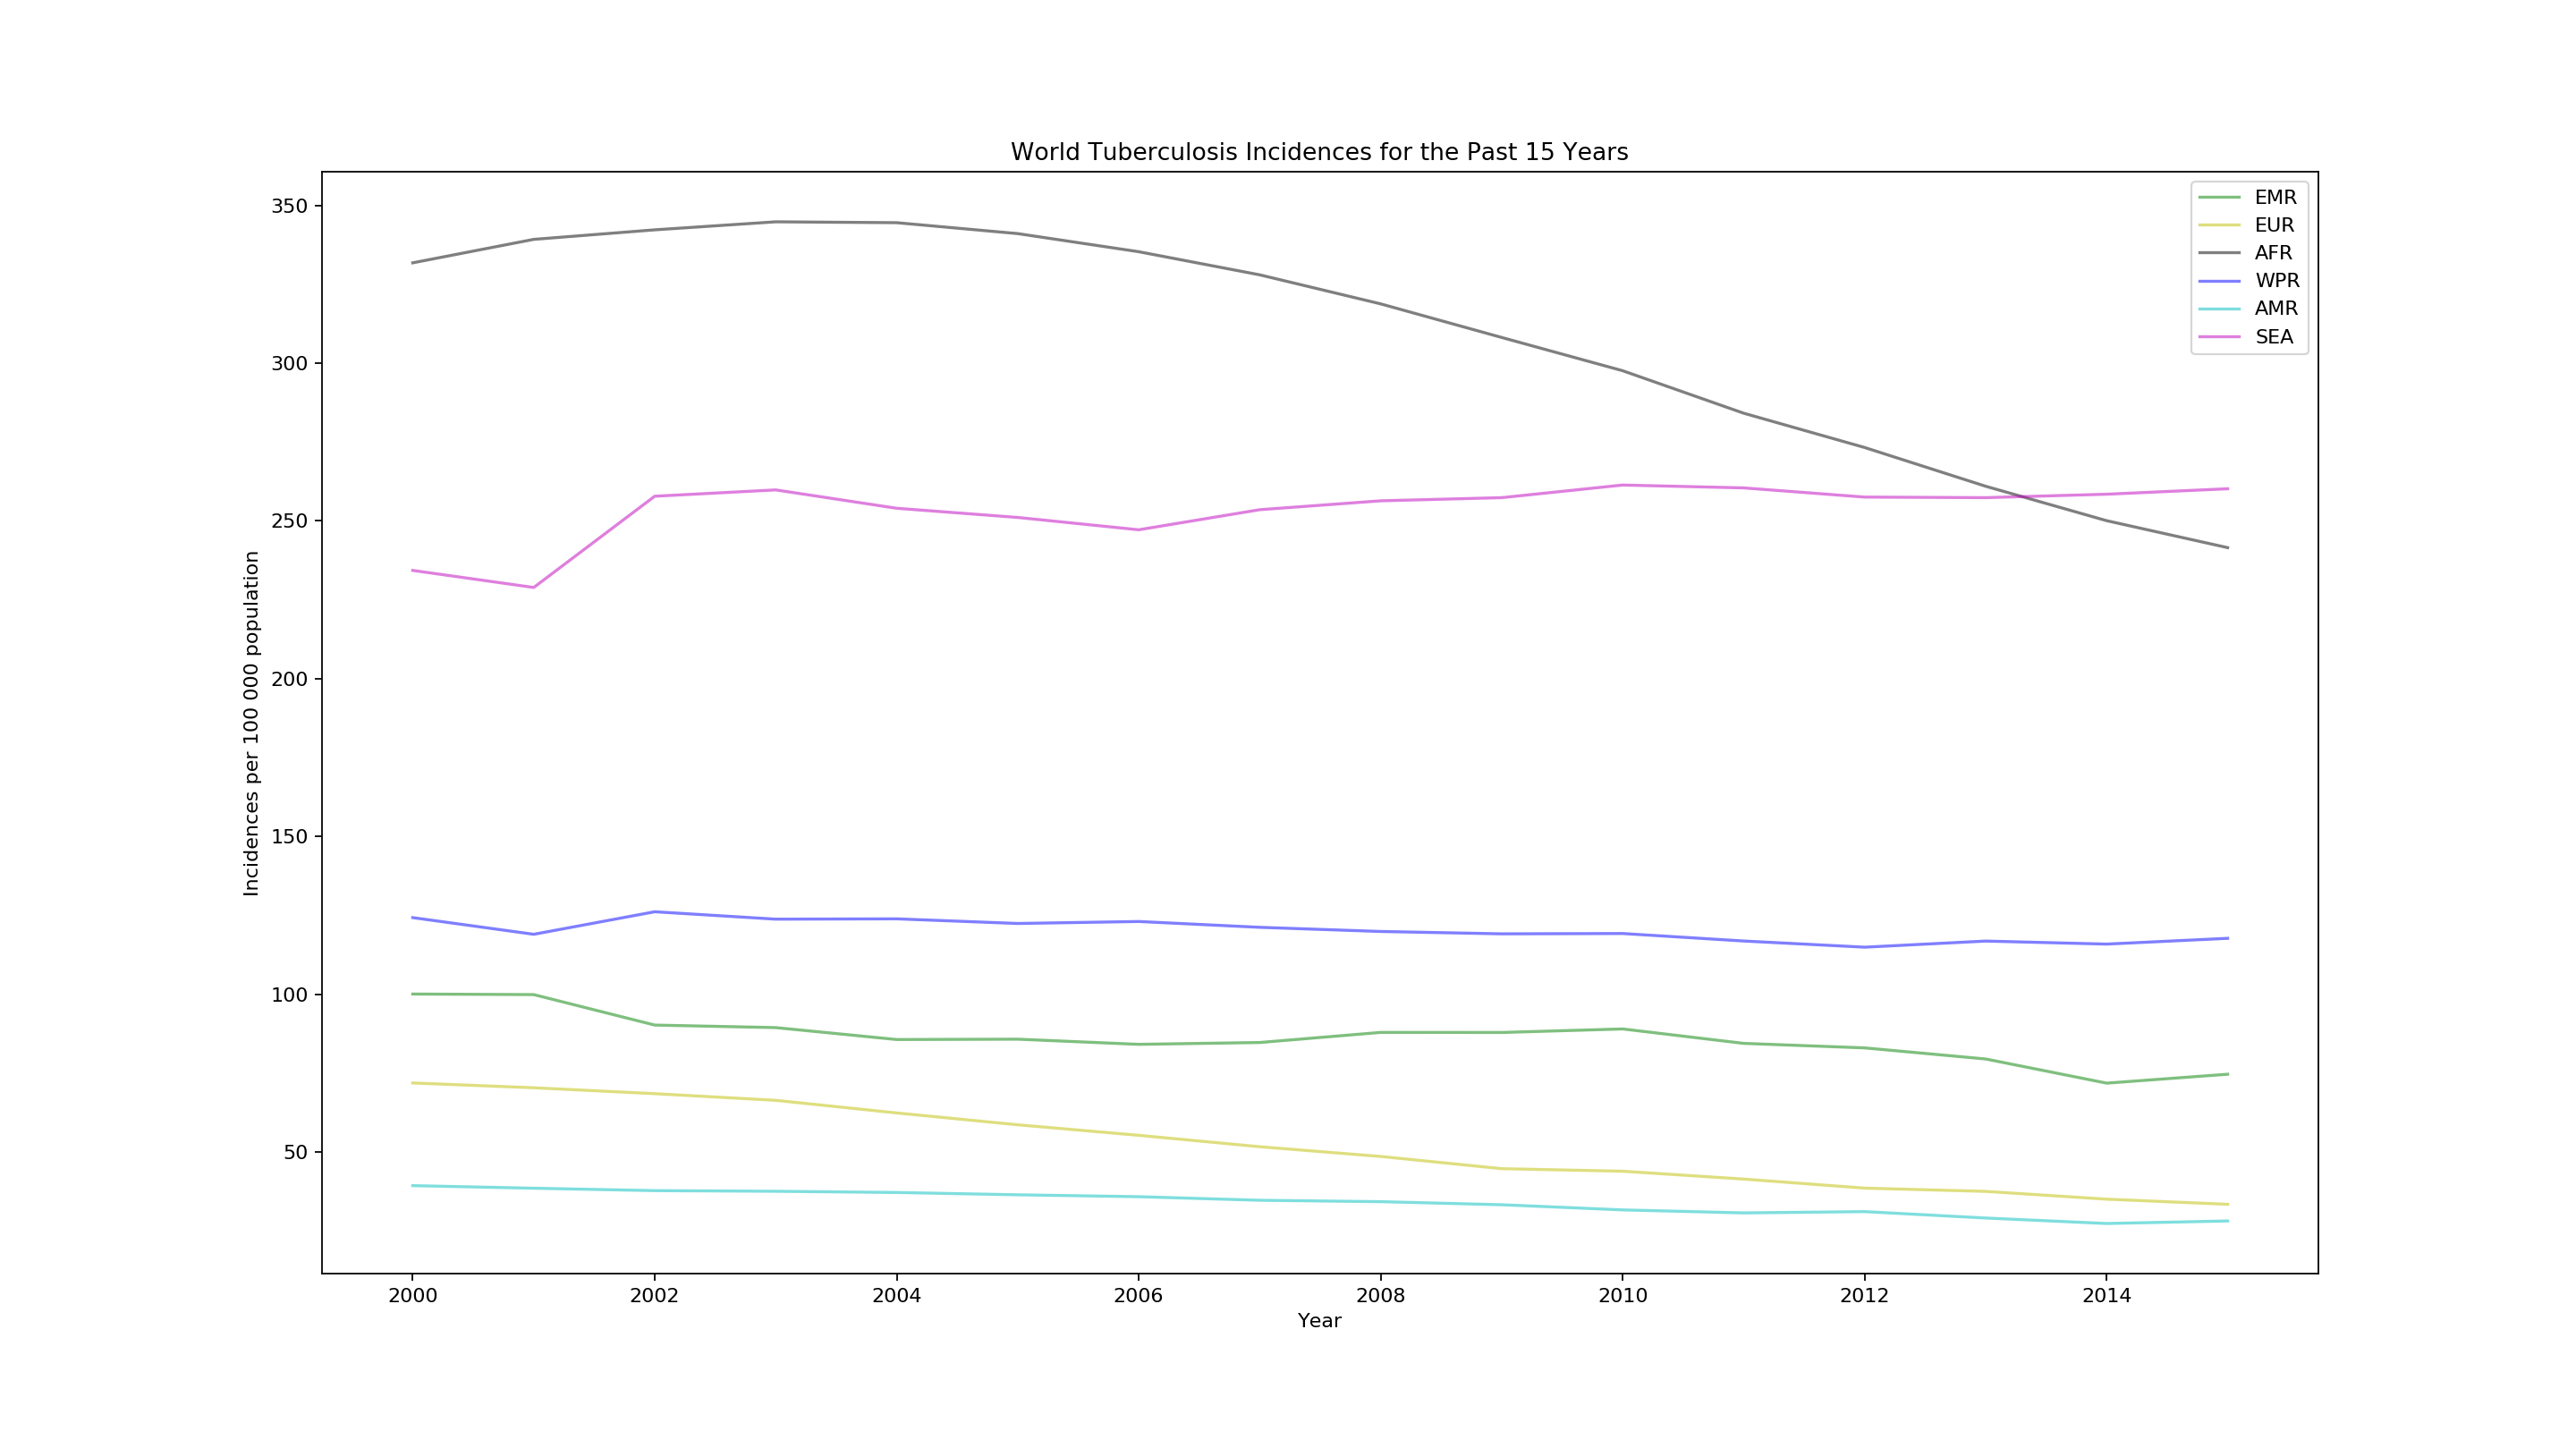 World Tuberculosis Incidences for the Past 15 Years
EMR
EUR
AFR
WPR
AMR
SEA
350
300
250
200
150
100
50
Incidences per 100 000 population
2000 2002 2004 2006 2008 2010 2012 2014
Year